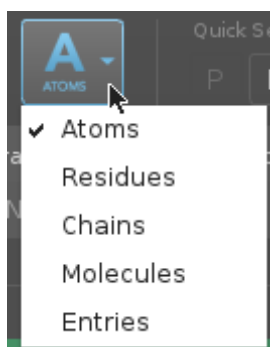 Quick Se
A
ATOMS
P
Atoms
Residues
Chains
Molecules
Entries